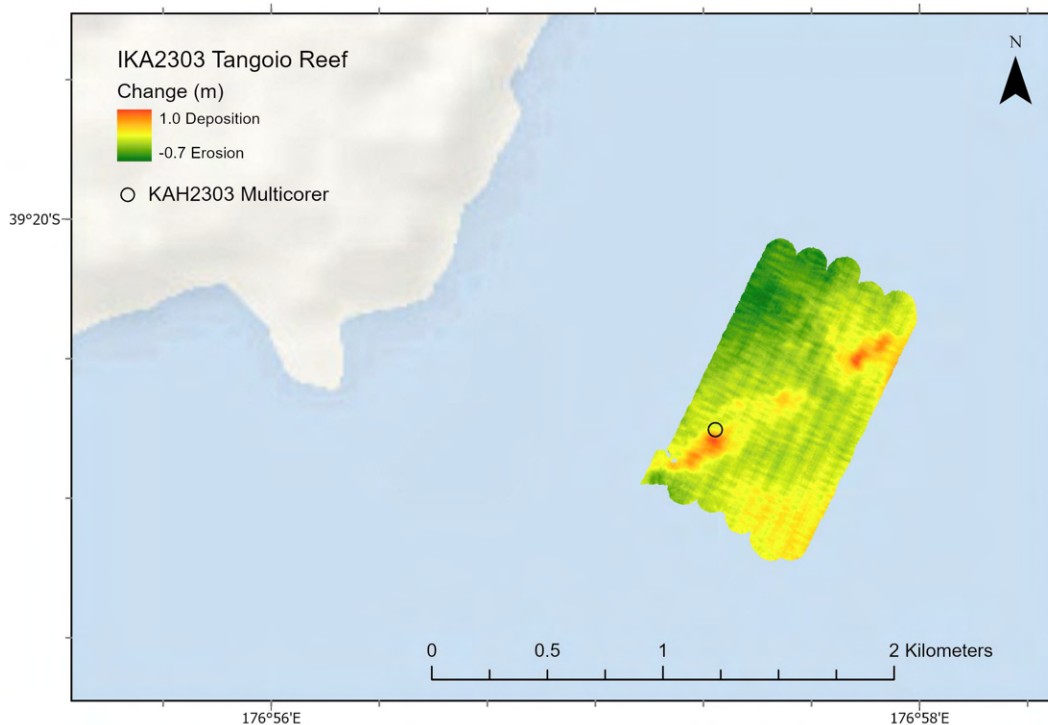 IKA2303 Tangoio Reef
Change (m)
1.0 Deposition
-0.7 Erosion
KAH2303 Multicorer
N
39°20'S
0 0.5 1 2 Kilometers
176°56'E 176°58'E